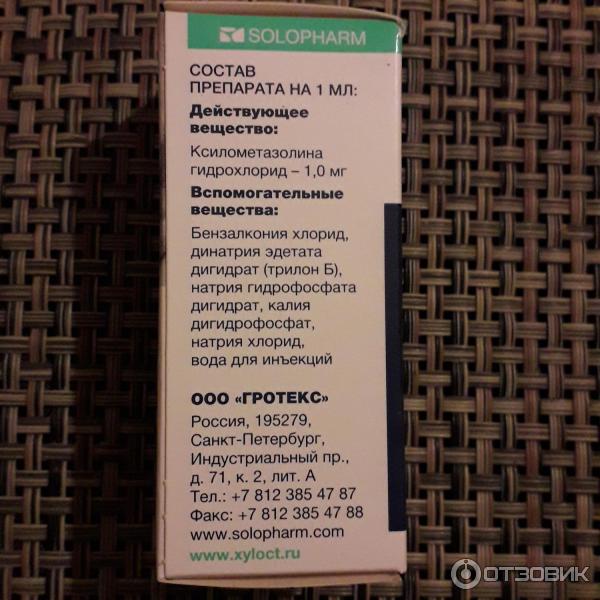 SOLOPHARM
СОСТАВ
ПРЕПАРАТА НА 1 МЛ:
Действующее
вещество:
Ксилометазолина
гидрохлорид – 1,0 мг
Вспомогательные
вещества:
Бензалкония хлорид,
динатрия эдетата
дигидрат (трилон Б),
натрия гидрофосфата
дигидрат, калия
дигидрофосфат,
натрия хлорид,
вода для инъекций
ООО «ГРОТЕКС»
Россия, 195279,
Санкт-Петербург,
Индустриальный пр.,
д. 71, к. 2, лит. А
Тел.: +7 812 385 47 87
Факс: +7 812 385 47 88
www.solopharm.com
www.xyloct.ru
ОТЗОВИК